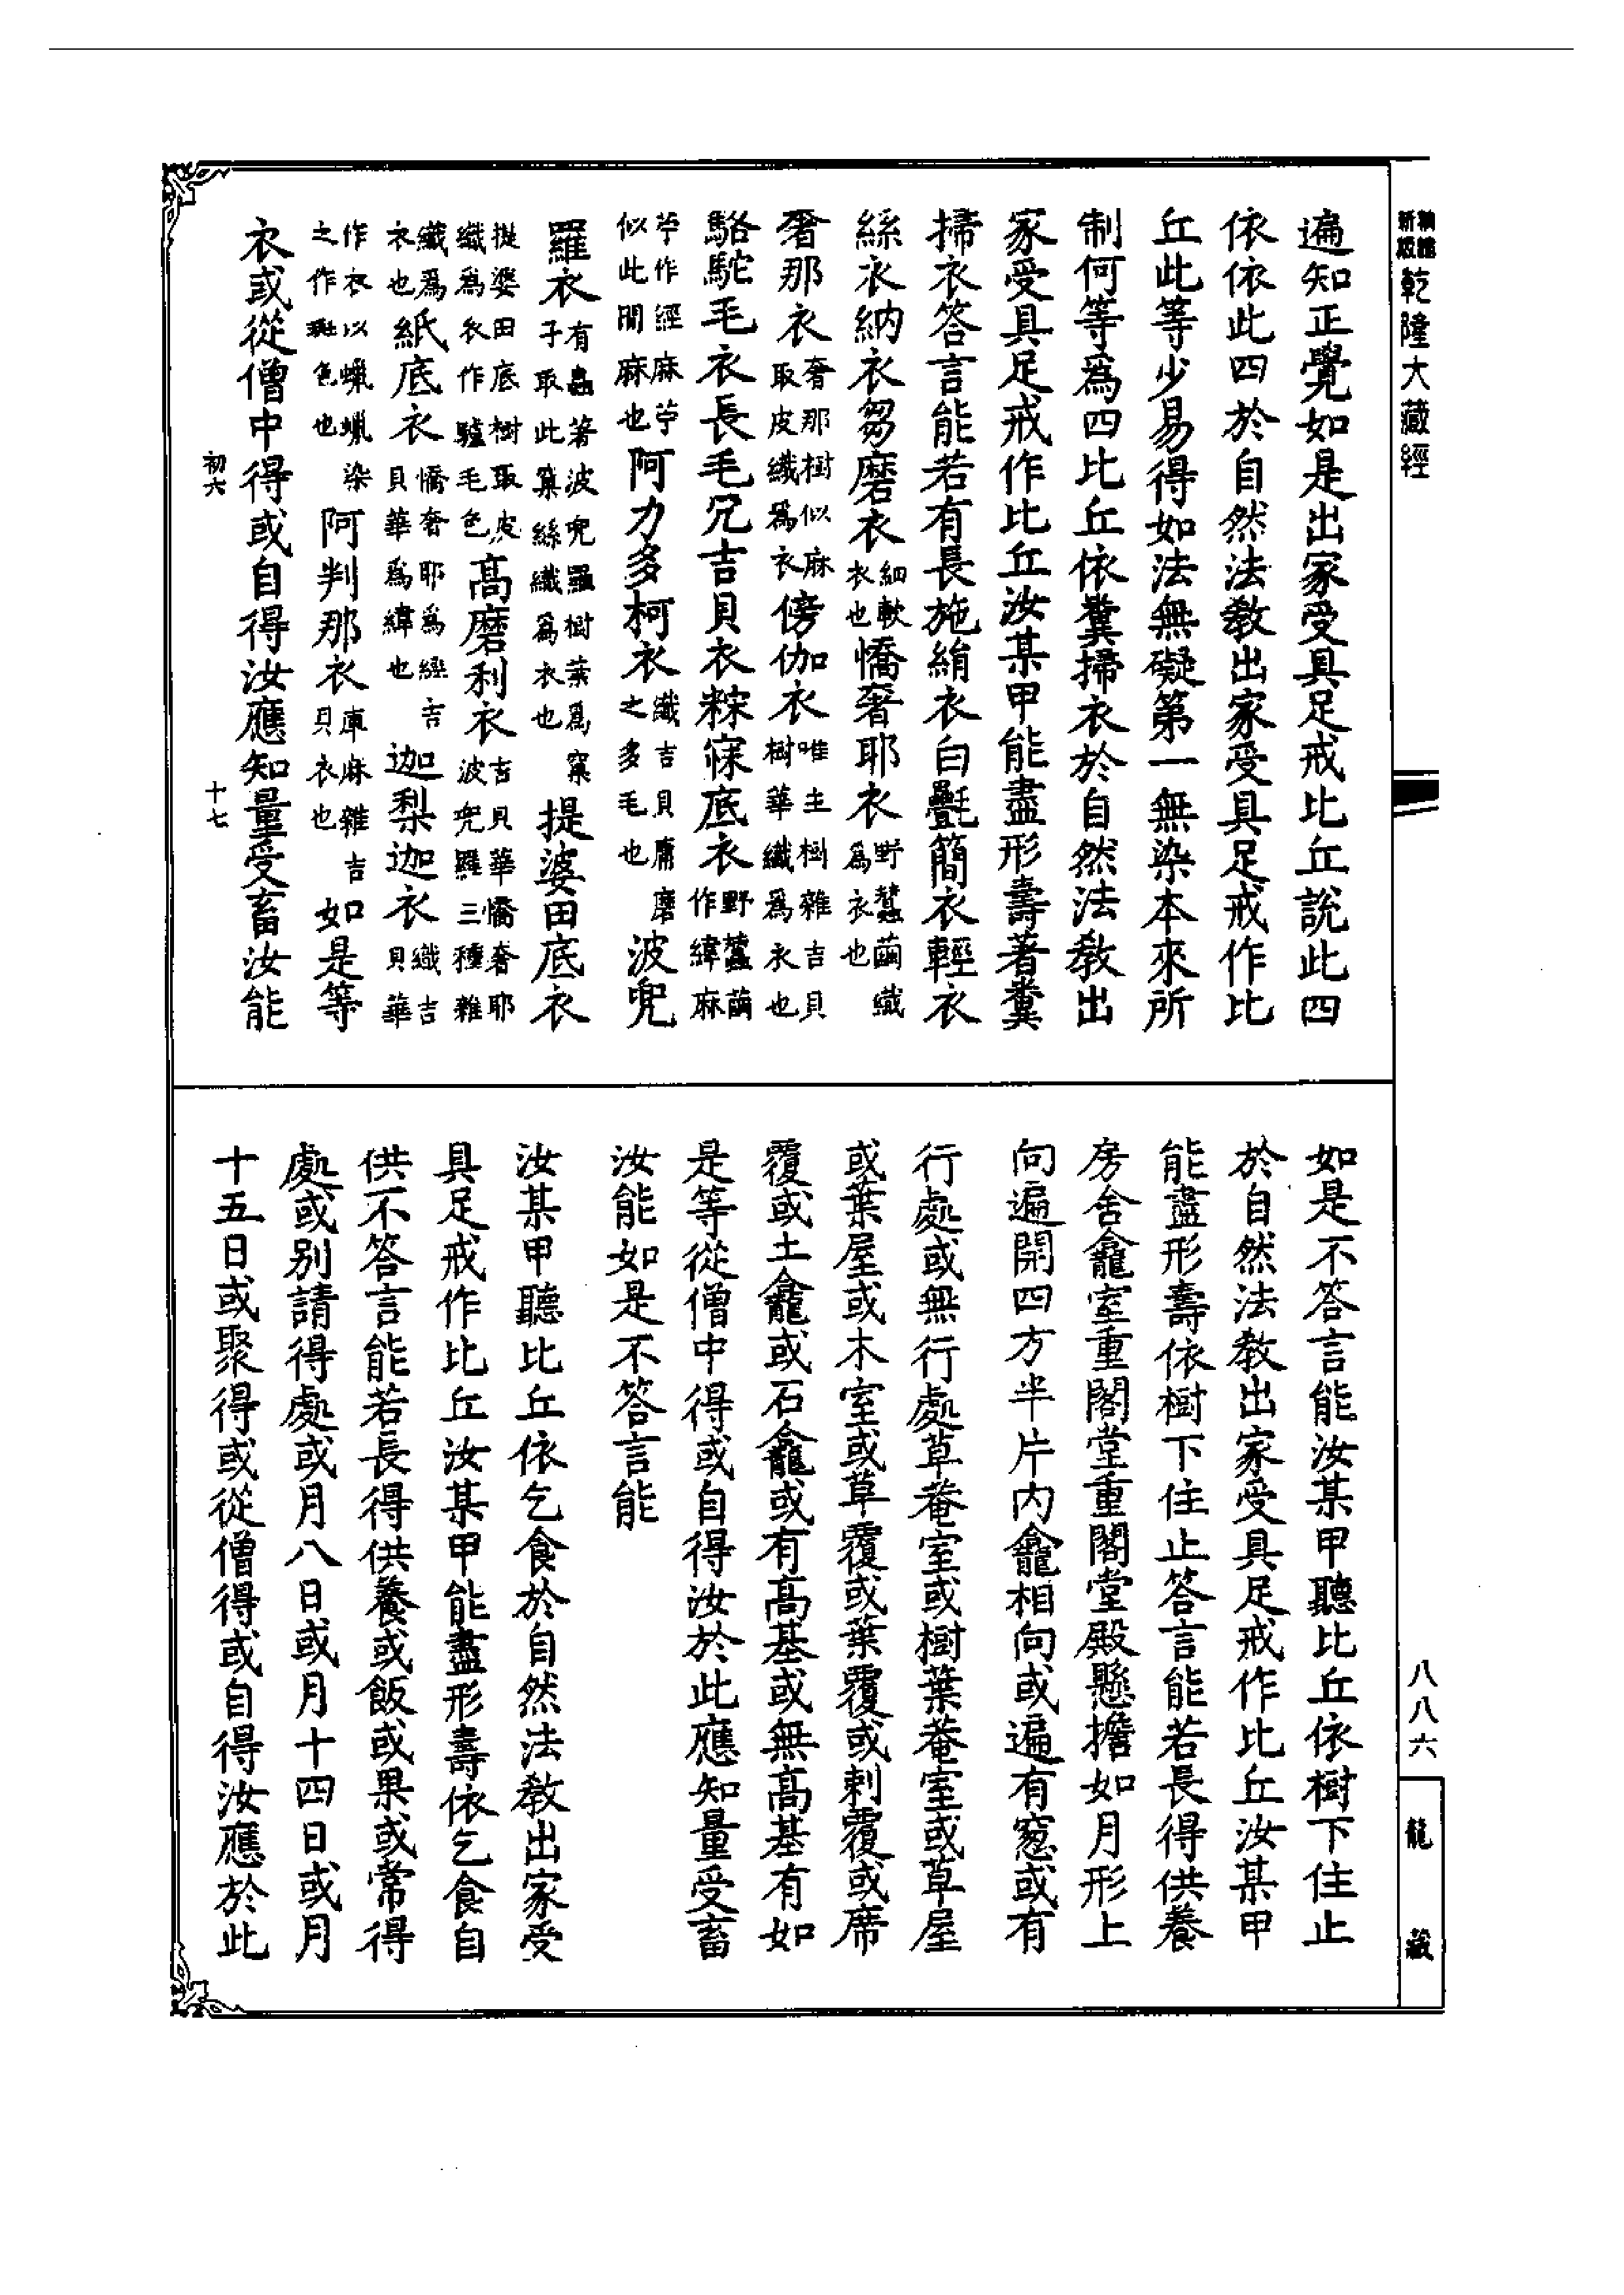 乾隆大藏經
遍知正覺如是出家受具足戒比丘說此四
依依此四於自然法教出家受具足戒作比
丘此等少易得如法無礙第一無染本來所
制何等為四比丘依糞掃衣於自然法教出
家受具足戒作比丘汝某甲能盡形壽著糞
掃衣答言能若有長施絹衣白㲲簡衣輕衣
絲衣納衣芻磨衣細軟衣也憍奢耶衣野蠶繭織為衣也
奢那衣奢那樹似麻取皮織為衣傍伽衣唯生樹雜吉貝樹華織為衣也
駱駝毛衣長毛冗吉貝衣粽寐底衣野蠶繭作緯麻
苧作經麻苧似此間麻也阿力多柯衣織吉貝庸磨之多毛也波兜
羅衣有蟲著波兜羅樹葉為窠子取此窠絲織為衣也提婆田底衣
提婆田底樹取皮織為衣作驢毛色高磨利衣吉貝華憍奢耶波兜羅三種雜
織為衣也紙底衣憍奢耶為經吉貝華為緯也迦梨迦衣織吉貝華
作衣以蠟染之作斑色也阿判那衣庫麻雜吉貝衣也如是等
衣或從僧中得或自得汝應知量受畜汝能
初六
十七
如是不答言能汝某甲聽比丘依樹下住止
於自然法教出家受具足戒作比丘汝某甲
能盡形壽依樹下住止答言能若長得供養
房舍龕室重閣堂重閣堂殿懸擔如月形上
向遍開四方半片內龕相向或遍有窓或有
行處或無行處草菴室或樹葉菴室或草屋
或葉屋或木室或草覆或葉覆或剌覆或席
覆或土龕或石龕或有高基或無高基有如
是等從僧中得或自得汝於此應知量受畜
汝能如是不答言能
汝某甲聽比丘依乞食於自然法教出家受
具足戒作比丘汝某甲能盡形壽依乞食自
供不答言能若長得供養或飯或果或常得
處或別請得處或月八日或月十四日或月
十五日或聚得或從僧得或自得汝應於此
八八六
龍藏